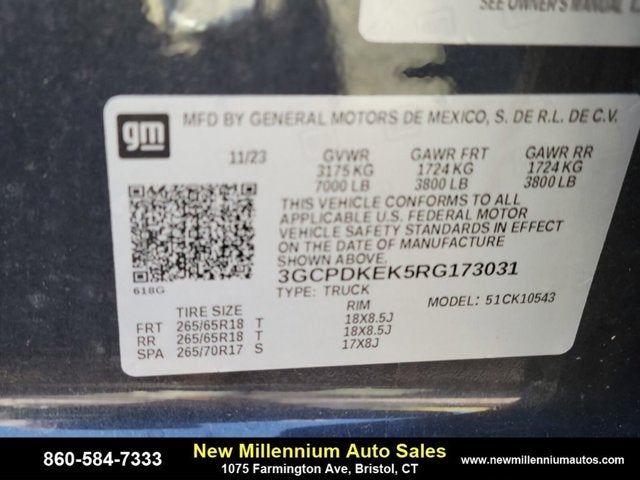 SEE OWNER'S MANUAL
gm
MFD BY GENERAL MOTORS DE MEXICO, S. DE R.L. DE C.V.
11/23 GVWR GAWR FRT GAWR RR
3175 KG 1724 KG 1724 KG
7000 LB 3800 LB 3800 LB
THIS VEHICLE CONFORMS TO ALL
APPLICABLE U.S. FEDERAL MOTOR
VEHICLE SAFETY STANDARDS IN EFFECT
ON THE DATE OF MANUFACTURE
SHOWN ABOVE.
3GCPDKEK5RG173031
618G
TYPE: TRUCK
MODEL: 51CK10543
TIRE SIZE RIM
FRT 265/65R18 T 18X8.5J
RR 265/65R18 T 18X8.5J
SPA 265/70R17 S 17X8J
860-584-7333
New Millennium Auto Sales
1075 Farmington Ave, Bristol, CT
www.newmillenniumautos.com